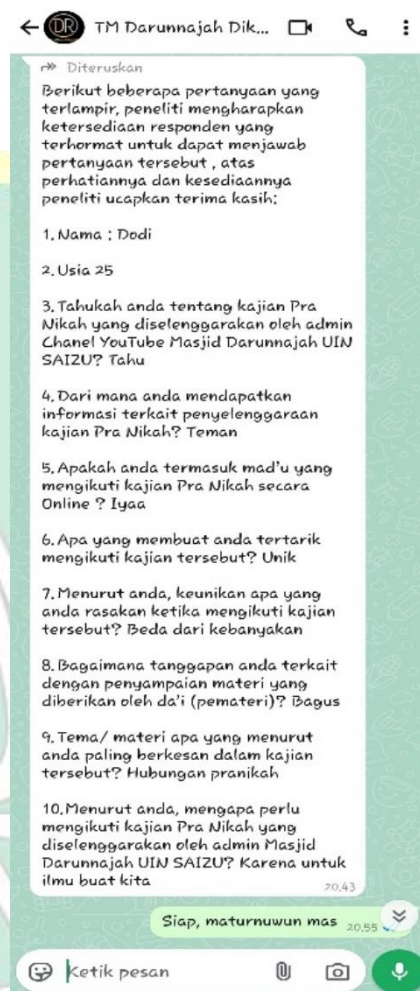 DR TM Darunnajah Dik...
Diteruskan
Berikut beberapa pertanyaan yang
terlampir, peneliti mengharapkan
ketersediaan responden yang
terhormat untuk dapat menjawab
pertanyaan tersebut , atas
perhatiannya dan kesediaannya
peneliti ucapkan terima kasih:
1. Nama : Dodi
2. Usia 25
3. Tahukah anda tentang kajian Pra
Nikah yang diselenggarakan oleh admin
Chanel YouTube Masjid Darunnajah UIN
SAIZU? Tahu
4. Dari mana anda mendapatkan
informasi terkait penyelenggaraan
kajian Pra Nikah? Teman
5. Apakah anda termasuk mad'u yang
mengikuti kajian Pra Nikah secara
Online ? Iyaa
6. Apa yang membuat anda tertarik
mengikuti kajian tersebut? Unik
7. Menurut anda, keunikan apa yang
anda rasakan ketika mengikuti kajian
tersebut? Beda dari kebanyakan
8. Bagaimana tanggapan anda terkait
dengan penyampaian materi yang
diberikan oleh da'i (pemateri)? Bagus
9. Tema/ materi apa yang menurut
anda paling berkesan dalam kajian
tersebut? Hubungan pranikah
10. Menurut anda, mengapa perlu
mengikuti kajian Pra Nikah yang
diselenggarakan oleh admin Masjid
Darunnajah UIN SAIZU? Karena untuk
ilmu buat kita
20.43
Siap, maturnuwun mas 20.55
Ketik pesan